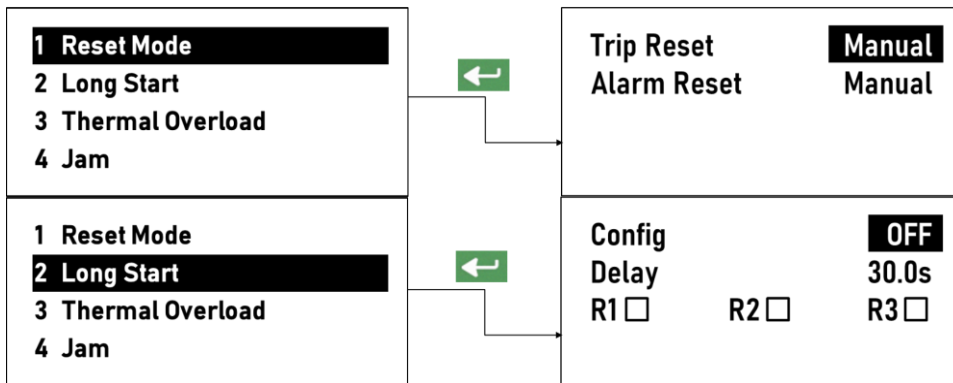 1 Reset Mode
2 Long Start
3 Thermal Overload
4 Jam
Trip Reset Manual
Alarm Reset Manual
1 Reset Mode
2 Long Start
3 Thermal Overload
4 Jam
Config OFF
Delay 30.0s
R1 R2 R3